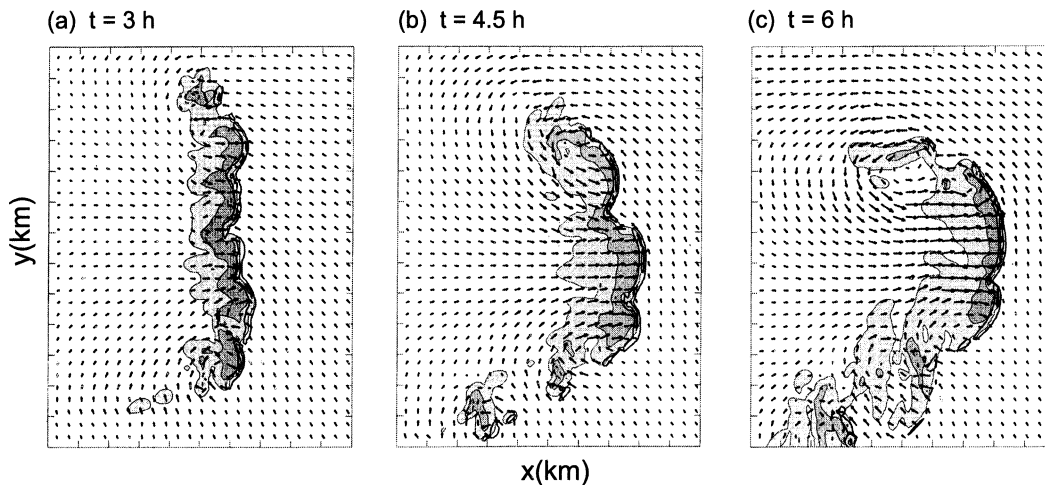 (a) t = 3 h
(b) t = 4.5 h
(c) t = 6 h
y(km)
x(km)